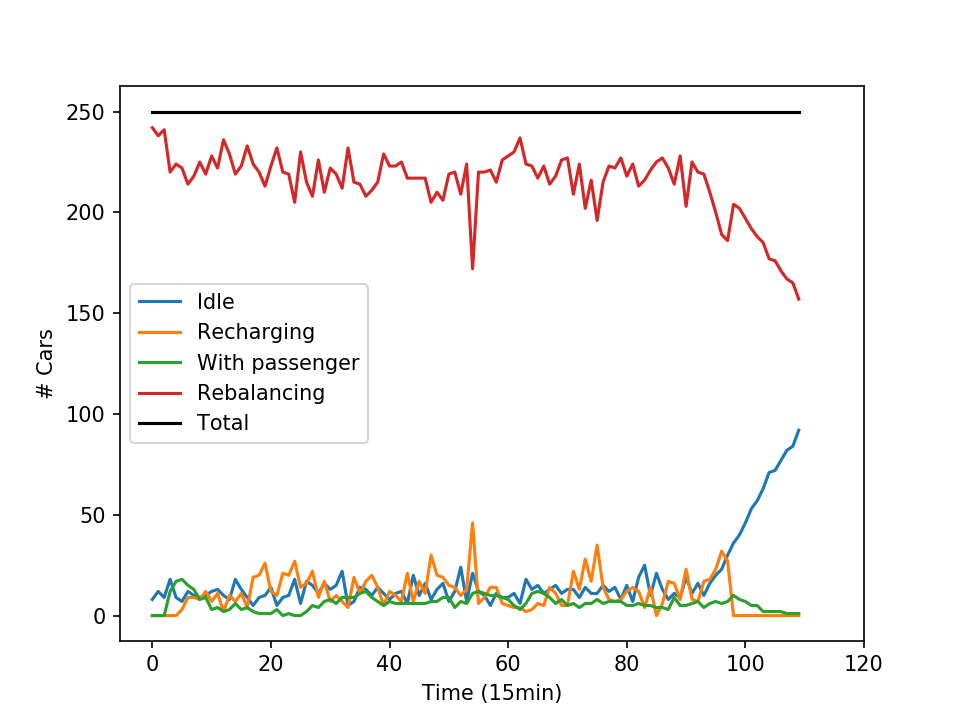 250
200
150
100
50
0
# Cars
Idle
Recharging
With passenger
Rebalancing
Total
0 20 40 60 80 100 120
Time (15min)